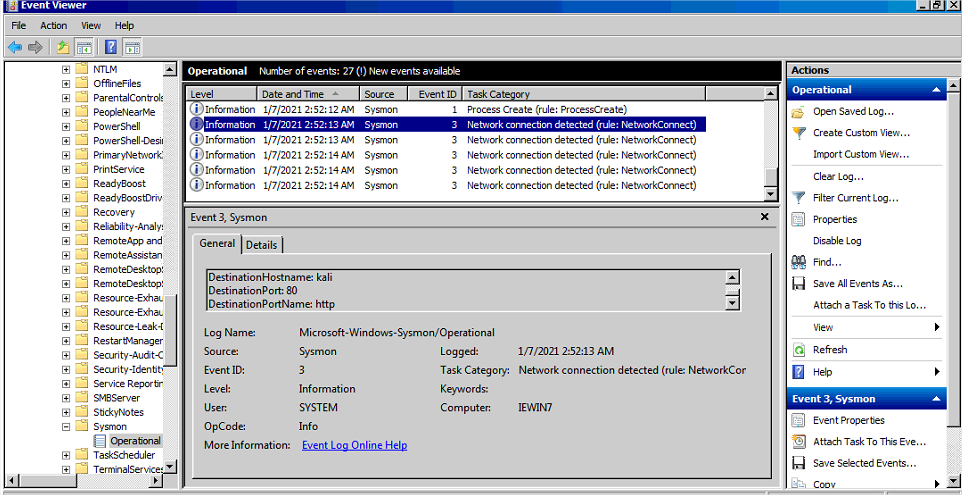 Event Viewer
File Action View Help
NTLM
OfflineFiles
ParentalControls
PeopleNearMe
PowerShell
PowerShell-Desi
PrimaryNetwork
PrintService
ReadyBoost
ReadyBoostDriv
Recovery
Reliability-Analys
RemoteApp and
RemoteAssistan
RemoteDesktop
RemoteDesktop
Resource-Exhau
Resource-Exhau
Resource-Leak-D
RestartManager
Security-Audit-C
Security-Identity
Service Reportin
SMBServer
StickyNotes
Sysmon
Operational
TaskScheduler
TerminalServices
Operational Number of events: 27 (!) New events available
Level Date and Time Source Event ID Task Category
Information 1/7/2021 2:52:12 AM Sysmon 1 Process Create (rule: ProcessCreate)
Information 1/7/2021 2:52:13 AM Sysmon 3 Network connection detected (rule: NetworkConnect)
Information 1/7/2021 2:52:13 AM Sysmon 3 Network connection detected (rule: NetworkConnect)
Information 1/7/2021 2:52:14 AM Sysmon 3 Network connection detected (rule: NetworkConnect)
Information 1/7/2021 2:52:14 AM Sysmon 3 Network connection detected (rule: NetworkConnect)
Information 1/7/2021 2:52:14 AM Sysmon 3 Network connection detected (rule: NetworkConnect)
Event 3, Sysmon
General Details
DestinationHostname: kali
DestinationPort: 80
DestinationPortName: http
Log Name: Microsoft-Windows-Sysmon/Operational
Source: Sysmon Logged: 1/7/2021 2:52:13 AM
Event ID: 3 Task Category: Network connection detected (rule: NetworkCon
Level: Information Keywords:
User: SYSTEM Computer: IEWIN7
OpCode: Info
More Information: Event Log Online Help
Actions
Operational
Open Saved Log...
Create Custom View...
Import Custom View...
Clear Log...
Filter Current Log...
Properties
Disable Log
Find...
Save All Events As...
Attach a Task To this Lo...
View
Refresh
Help
Event 3, Sysmon
Event Properties
Attach Task To This Eve...
Save Selected Events...
Copy